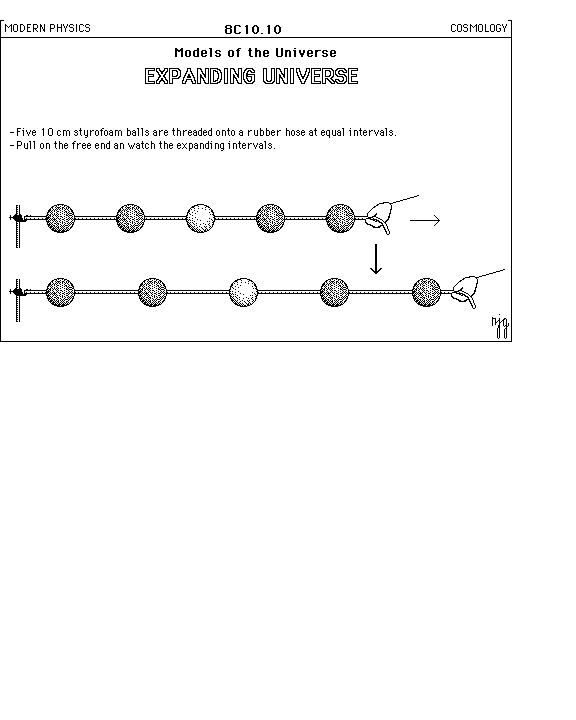 MODERN PHYSICS 8C10.10 COSMOLOGY
Models of the Universe
EXPANDING UNIVERSE
-Five 10 cm styrofoam balls are threaded onto a rubber hose at equal intervals.
-Pull on the free end an watch the expanding intervals.
njg